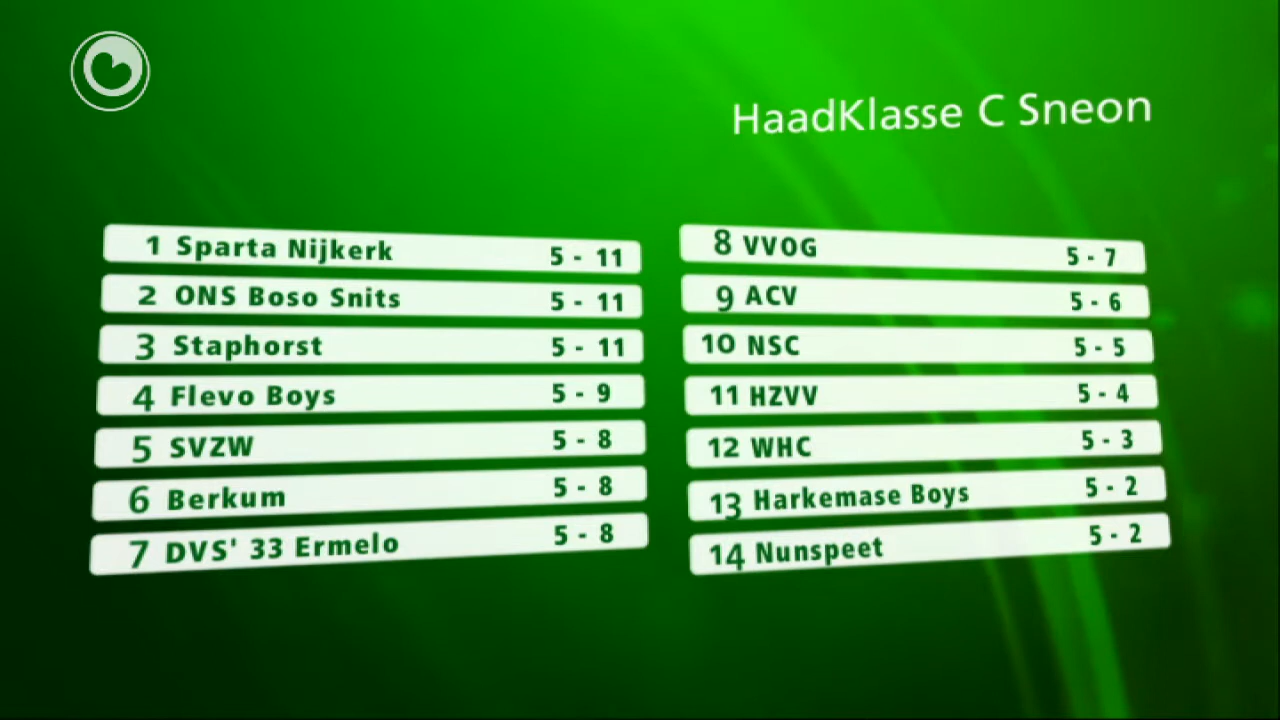 HaadKlasse C Sneon
1 Sparta Nijkerk 5 - 11
2 ONS Boso Snits 5 - 11
3 Staphorst 5 - 11
4 Flevo Boys 5 - 9
5 SVZW 5 - 8
6 Berkum 5 - 8
7 DVS' 33 Ermelo 5 - 8
8 VVOG 5 - 7
9 ACV 5 - 6
10 NSC 5 - 5
11 HZVV 5 - 4
12 WHC 5 - 3
13 Harkemase Boys 5 - 2
14 Nunspeet 5 - 2